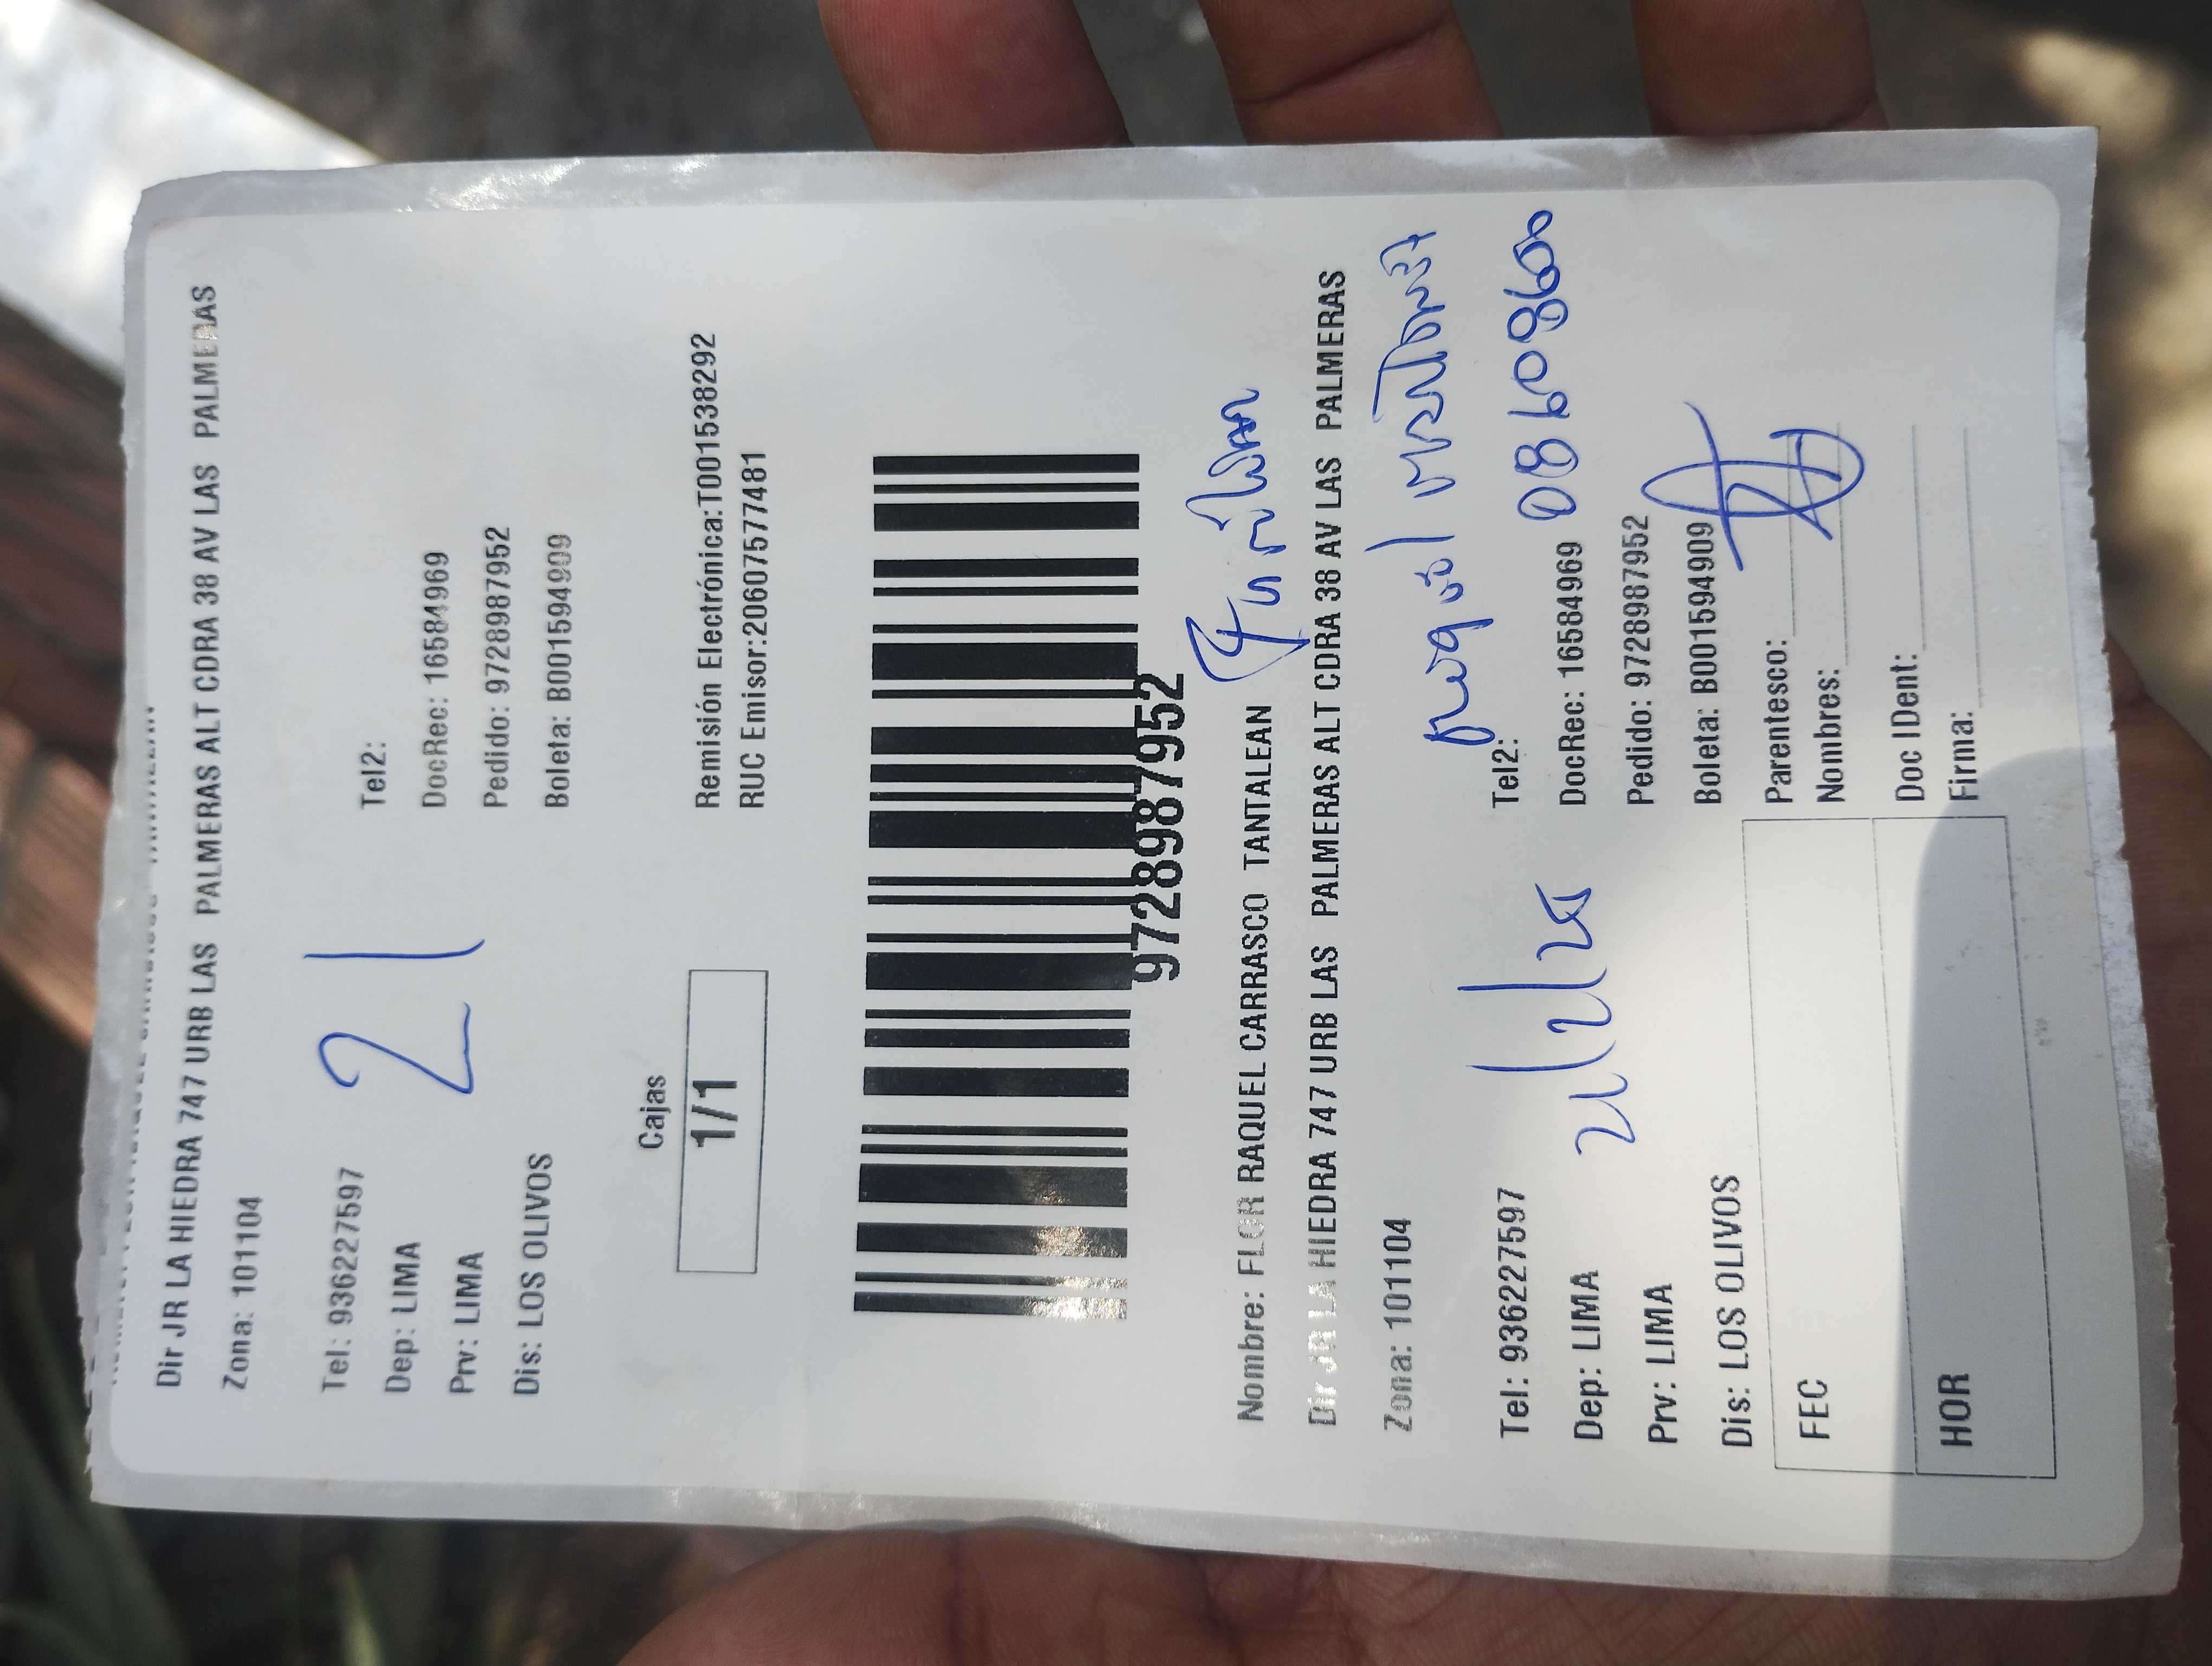 Dir JR LA HIEDRA 747 URB LAS PALMERAS ALT CDRA 38 AV LAS PALMERAS
Zona: 101104
Tel: 936227597
Tel2:
Dep: LIMA
DocRec: 16584969
Prv: LIMA
Pedido: 9728987952
Dis: LOS OLIVOS
Boleta: B001594909
21
Cajas
1/1
Remisión Electrónica:T001538292
RUC Emisor:20607577481
9728987952
Nombre: FLOR RAQUEL CARRASCO TANTALEAN
Dir JR LA HIEDRA 747 URB LAS PALMERAS ALT CDRA 38 AV LAS PALMERAS
Zona: 101104
Tel: 936227597
Tel2:
Dep: LIMA
DocRec: 16584969
Prv: LIMA
Pedido: 9728987952
Dis: LOS OLIVOS
Boleta: B001594909
FEC
Parentesco:
Nombres:
HOR
Doc IDent:
Firma: